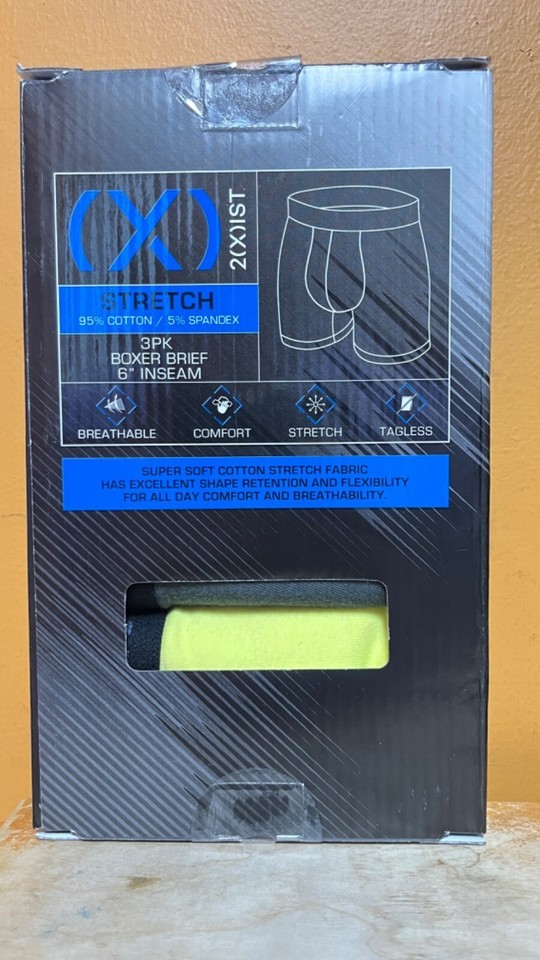 (X)
2(X)IST
STRETCH
95% COTTON / 5% SPANDEX
3PK
BOXER BRIEF
6" INSEAM
BREATHABLE
COMFORT
STRETCH
TAGLESS
SUPER SOFT COTTON STRETCH FABRIC
HAS EXCELLENT SHAPE RETENTION AND FLEXIBILITY
FOR ALL DAY COMFORT AND BREATHABILITY.